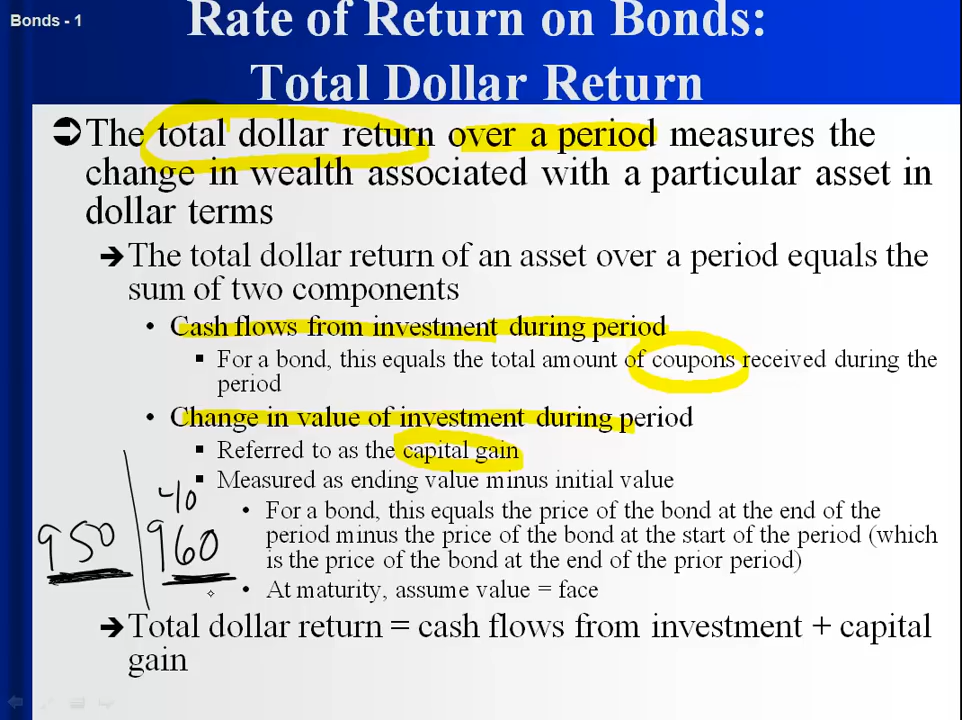 Bonds - 1
Rate of Return on Bonds:
Total Dollar Return
The total dollar return over a period measures the
change in wealth associated with a particular asset in
dollar terms
The total dollar return of an asset over a period equals the
sum of two components
Cash flows from investment during period
For a bond, this equals the total amount of coupons received during the
period
Change in value of investment during period
Referred to as the capital gain
Measured as ending value minus initial value
For a bond, this equals the price of the bond at the end of the
period minus the price of the bond at the start of the period (which
is the price of the bond at the end of the prior period)
At maturity, assume value = face
40
950
960
Total dollar return = cash flows from investment + capital
gain